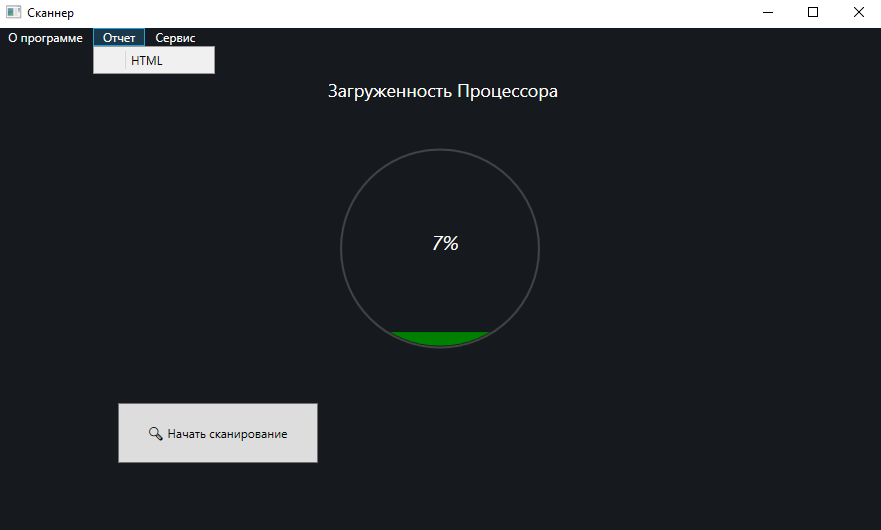 Сканнер
О программе Отчет Сервис
HTML
Загруженность Процессора
7%
Начать сканирование